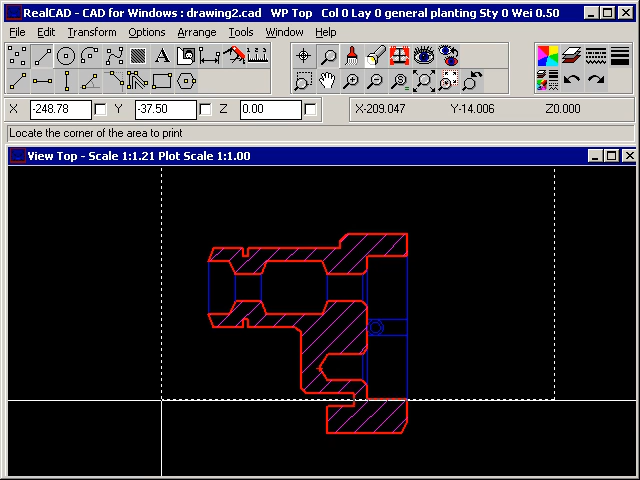 RealCAD - CAD for Windows : drawing2.cad   WP Top   Col 0 Lay 0 general planting Sty 0 Wei 0.50
File Edit Transform Options Arrange Tools Window Help
A
X -248.78 Y -37.50 Z 0.00 X-209.047 Y-14.006 Z0.000
Locate the corner of the area to print
View Top - Scale 1:1.21 Plot Scale 1:1.00